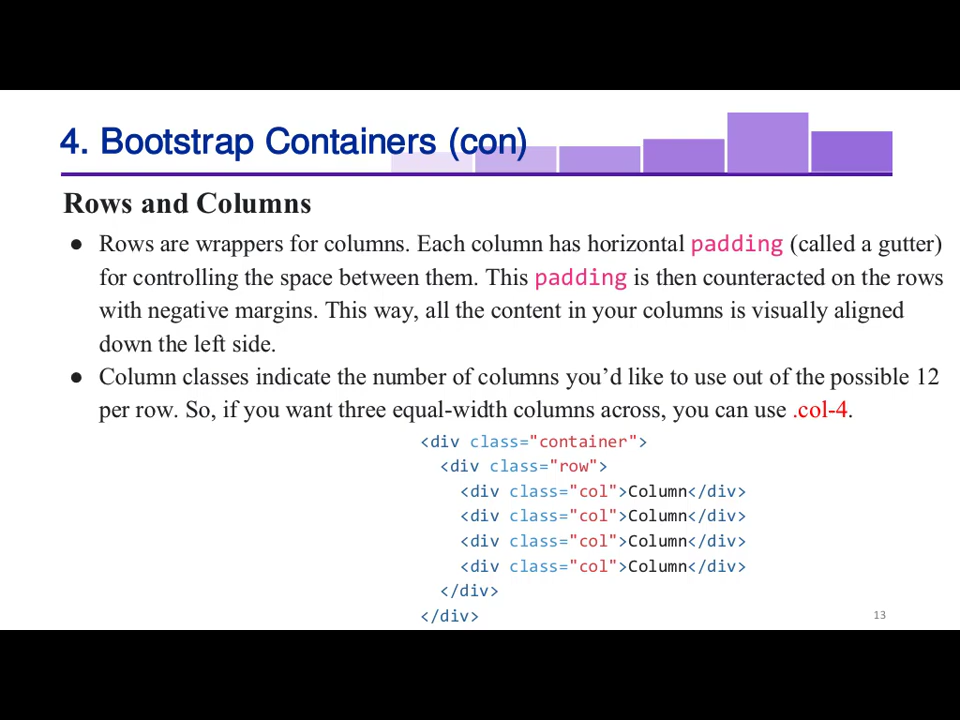 4. Bootstrap Containers (con)
Rows and Columns
● Rows are wrappers for columns. Each column has horizontal padding (called a gutter)
for controlling the space between them. This padding is then counteracted on the rows
with negative margins. This way, all the content in your columns is visually aligned
down the left side.
● Column classes indicate the number of columns you’d like to use out of the possible 12
per row. So, if you want three equal-width columns across, you can use .col-4.
<div class="container">
  <div class="row">
    <div class="col">Column</div>
    <div class="col">Column</div>
    <div class="col">Column</div>
    <div class="col">Column</div>
  </div>
</div>
13